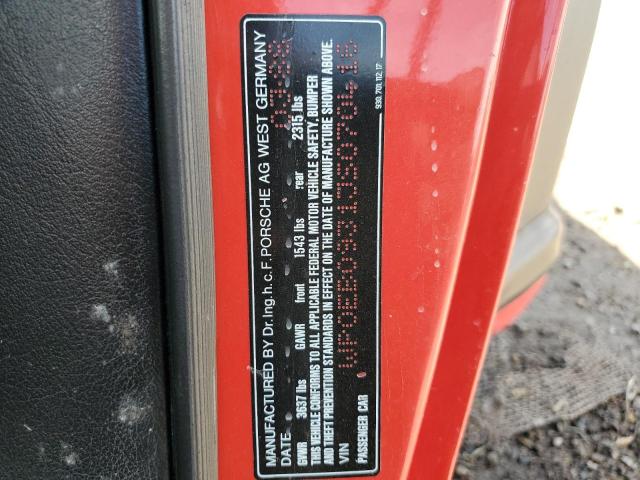 MANUFACTURED BY Dr.Ing.h.c.F.PORSCHE AG WEST GERMANY
DATE 03:88
GVWR 3637 lbs GAWR front 1543 lbs rear 2315 lbs
THIS VEHICLE CONFORMS TO ALL APPLICABLE FEDERAL MOTOR VEHICLE SAFETY, BUMPER
AND THEFT PREVENTION STANDARDS IN EFFECT ON THE DATE OF MANUFACTURE SHOWN ABOVE.
VIN WP0EB0931JS070415
PASSENGER CAR
930.701.112.17